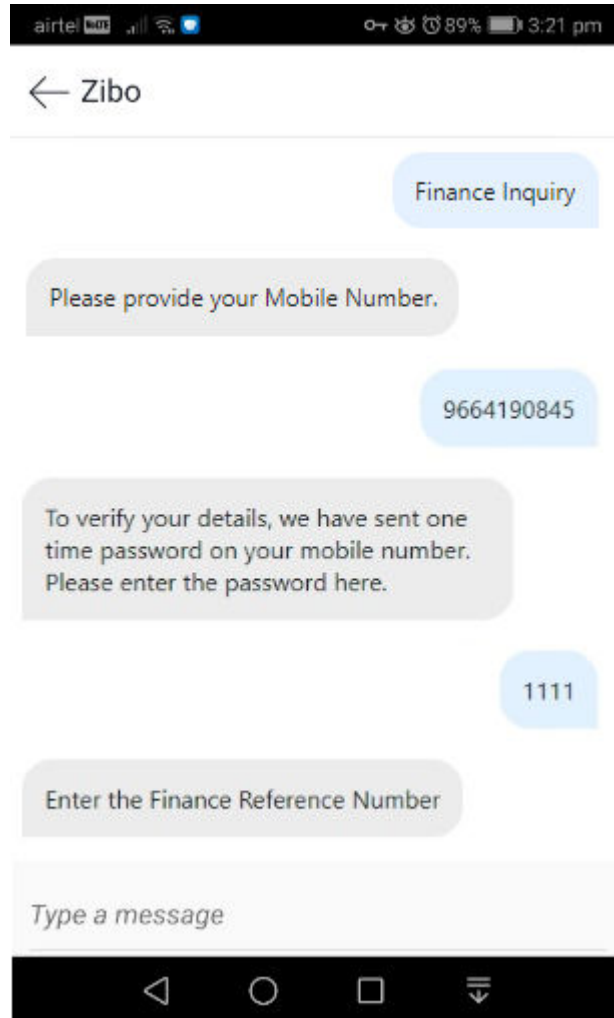 airtel VoLTE 89% 3:21 pm
Zibo
Finance Inquiry
Please provide your Mobile Number.
9664190845
To verify your details, we have sent one
time password on your mobile number.
Please enter the password here.
1111
Enter the Finance Reference Number
Type a message